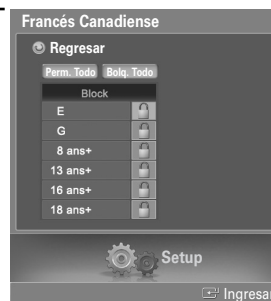 Francés Canadiense
Regresar
Perm. Todo Bolq. Todo
Block
E
G
8 ans+
13 ans+
16 ans+
18 ans+
Setup
Ingresar